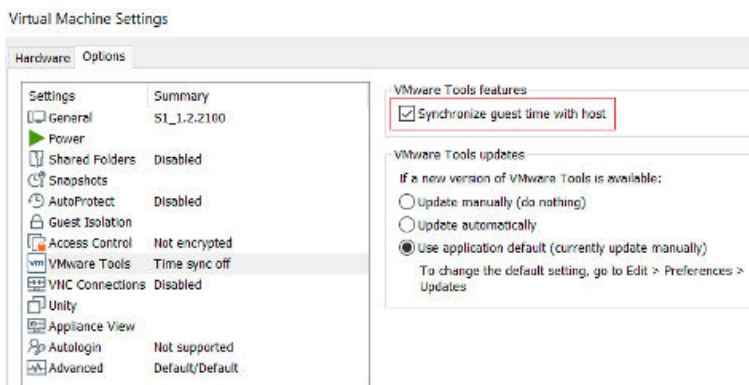 Virtual Machine Settings
Hardware Options
Settings Summary
General S1_1.2.2100
Power
Shared Folders Disabled
Snapshots
AutoProtect Disabled
Guest Isolation
Access Control Not encrypted
vm VMware Tools Time sync off
VNC Connections Disabled
Unity
Appliance View
Autologin Not supported
Advanced Default/Default
VMware Tools features
Synchronize guest time with host
VMware Tools updates
If a new version of VMware Tools is available:
Update manually (do nothing)
Update automatically
Use application default (currently update manually)
To change the default setting, go to Edit > Preferences >
Updates